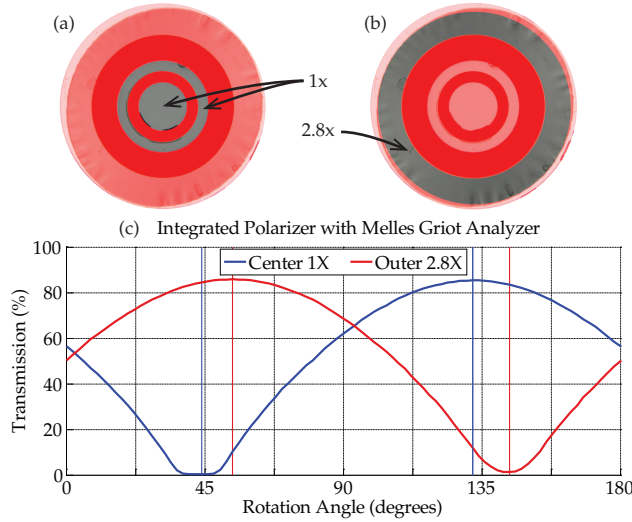 (a)
(b)
1x
2.8x
(c) Integrated Polarizer with Melles Griot Analyzer
Center 1X
Outer 2.8X
Transmission (%)
100
80
60
40
20
0
0 45 90 135 180
Rotation Angle (degrees)